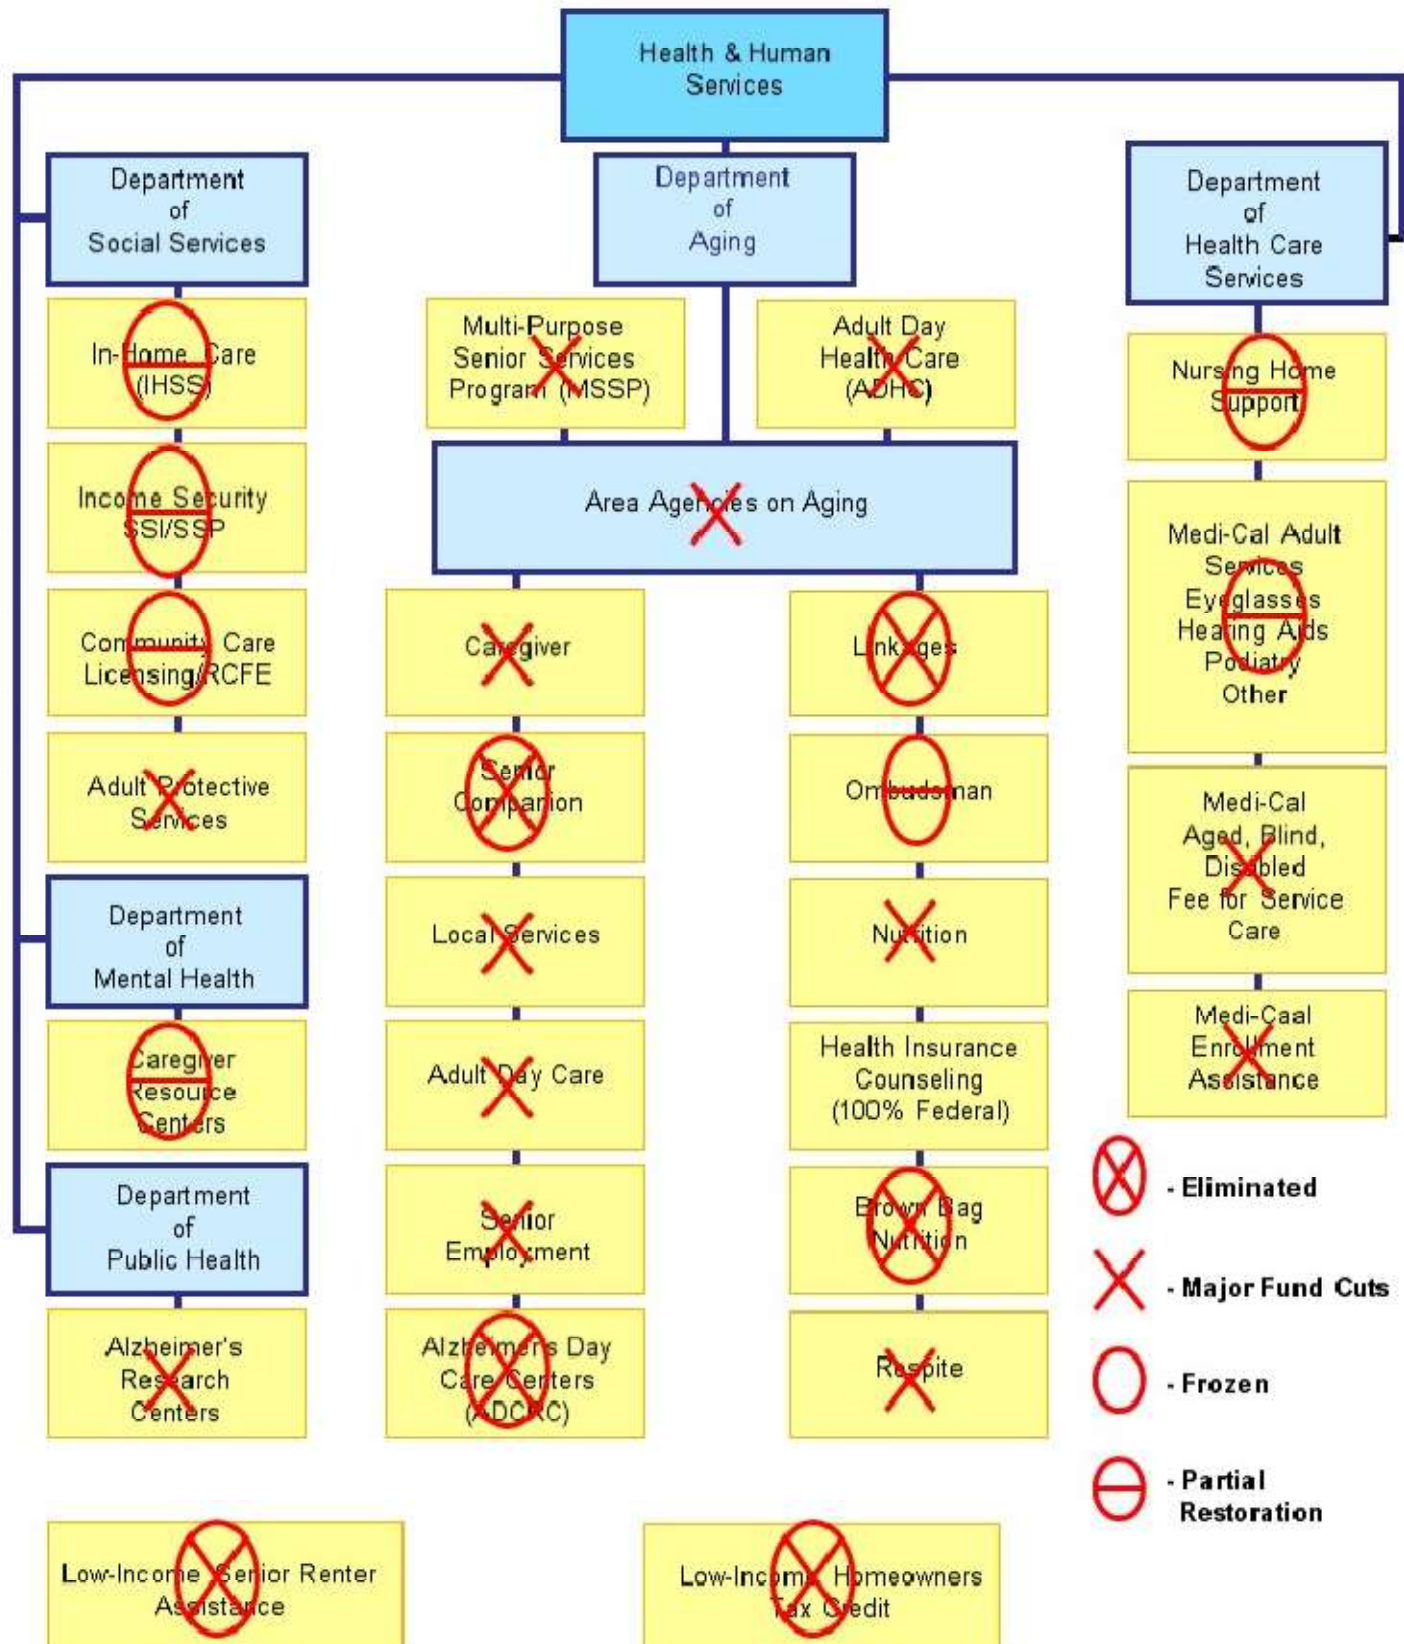 Health & Human
Services
Department
of
Social Services
Department
of
Aging
Department
of
Health Care
Services
In-Home Care
(IHSS)
Multi-Purpose
Senior Services
Program (MSSP)
Adult Day
Health Care
(ADHC)
Nursing Home
Support
Income Security
SSI/SSP
Area Agencies on Aging
Medi-Cal Adult
Services
Eyeglasses
Hearing Aids
Podiatry
Other
Community Care
Licensing/RCFE
Caregiver
Linkages
Adult Protective
Services
Senior
Companion
Ombudsman
Medi-Cal
Aged, Blind,
Disabled
Fee for Service
Care
Department
of
Mental Health
Local Services
Nutrition
Caregiver
Resource
Centers
Adult Day Care
Health Insurance
Counseling
(100% Federal)
Medi-Caal
Enrollment
Assistance
Department
of
Public Health
Senior
Employment
Brown Bag
Nutrition
Alzheimer's
Research
Centers
Alzheimer's Day
Care Centers
(ADCRC)
Respite
- Eliminated
- Major Fund Cuts
- Frozen
- Partial
Restoration
Low-Income Senior Renter
Assistance
Low-Income Homeowners
Tax Credit